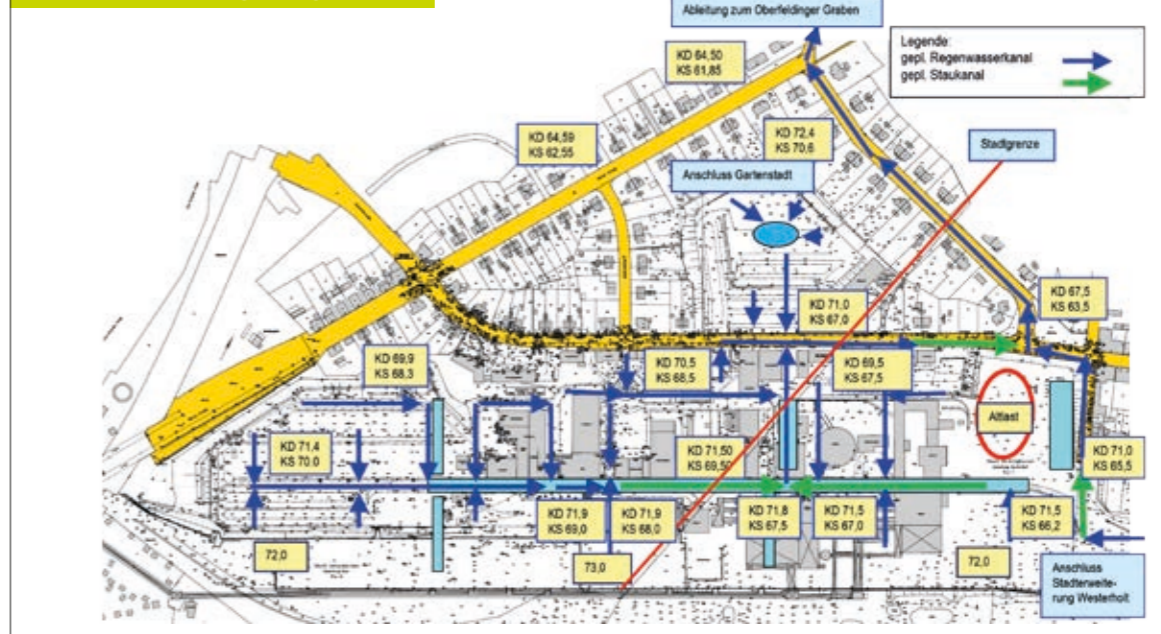 Ableitung zum Oberfeldinger Graben
Legende:
gepl. Regenwasserkanal
gepl. Staukanal
KD 64,50
KS 61,85
KD 64,59
KS 62,55
KD 72,4
KS 70,6
Stadtgrenze
Anschluss Gartenstadt
KD 71,0
KS 67,0
KD 67,5
KS 63,5
KD 69,9
KS 68,3
KD 70,5
KS 68,5
KD 69,5
KS 67,5
Altlast
KD 71,4
KS 70,0
KD 71,50
KS 69,50
KD 71,0
KS 65,5
KD 71,9
KS 69,0
KD 71,9
KS 68,0
KD 71,8
KS 67,5
KD 71,5
KS 67,0
KD 71,5
KS 66,2
72,0
73,0
72,0
Anschluss
Stadterweite-
rung Westerholt